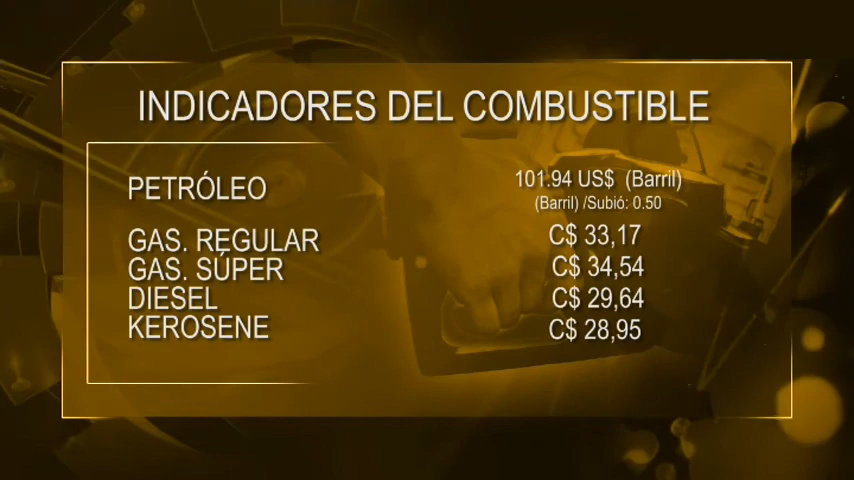 INDICADORES DEL COMBUSTIBLE
PETRÓLEO 101.94 US$ (Barril)
(Barril) /Subió: 0.50
GAS. REGULAR C$ 33,17
GAS. SÚPER C$ 34,54
DIESEL C$ 29,64
KEROSENE C$ 28,95